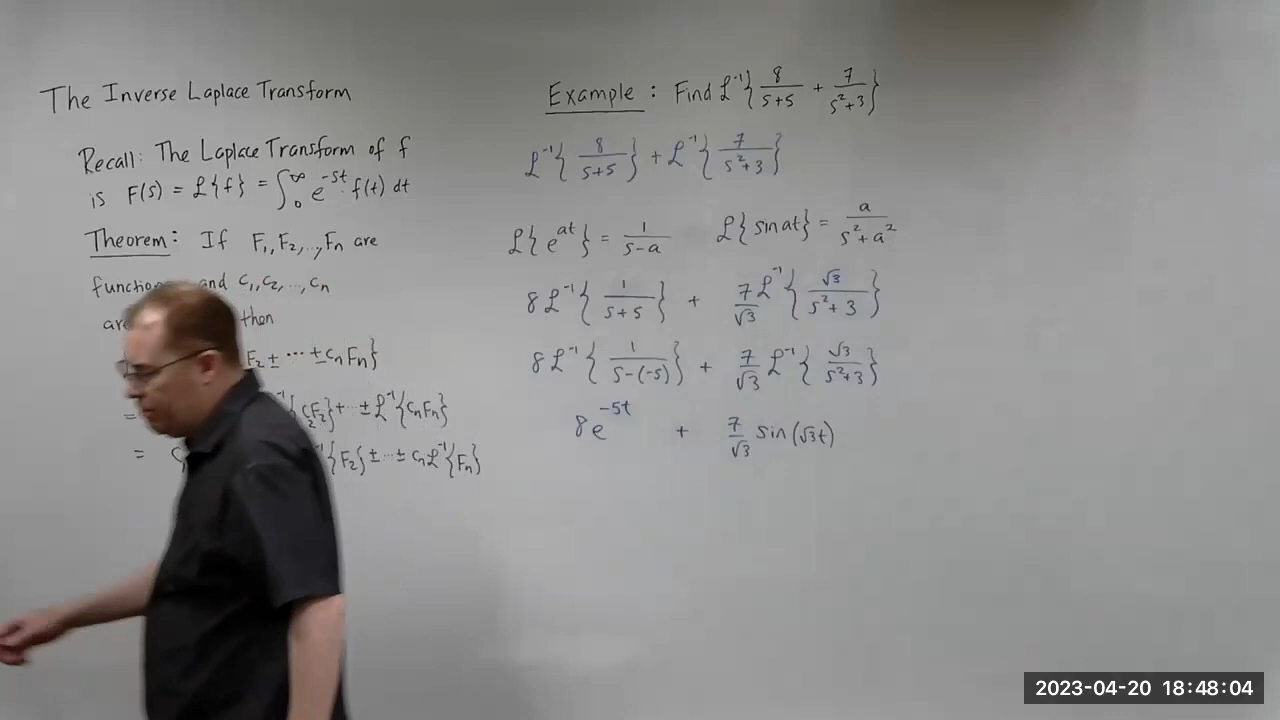 The Inverse Laplace Transform
Recall: The Laplace Transform of f
is F(s) = ℒ{f} = ∫₀^∞ e^(-st) · f(t) dt
Theorem: If F₁, F₂, ..., Fn are
and c₁, c₂, ..., cn
then
F₂ ± ⋯ ± cnFn}
= {c₂F₂} + ⋯ ± ℒ⁻¹{cnFn}
= {F₂} ± ⋯ ± cnℒ⁻¹{Fn}
Example: Find ℒ⁻¹{8/(s+5) + 7/(s²+3)}
ℒ⁻¹{8/(s+5)} + ℒ⁻¹{7/(s²+3)}
ℒ{e^(at)} = 1/(s-a) ℒ{sin at} = a/(s²+a²)
8ℒ⁻¹{1/(s+5)} + 7/√3 ℒ⁻¹{√3/(s²+3)}
8ℒ⁻¹{1/(s-(-5))} + 7/√3 ℒ⁻¹{√3/(s²+3)}
8e^(-5t) + 7/√3 sin(√3t)
2023-04-20 18:48:04